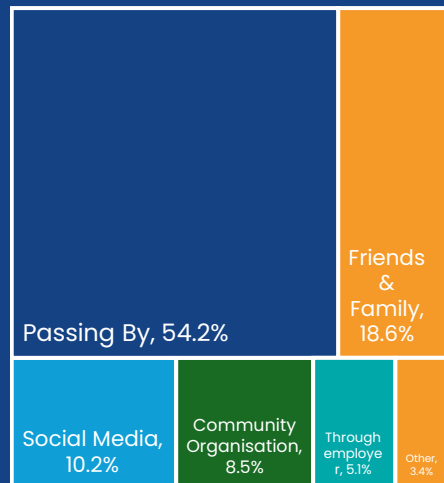 Passing By, 54.2%
Friends
&
Family,
18.6%
Social Media,
10.2%
Community
Organisation,
8.5%
Through
employe
r, 5.1%
Other,
3.4%